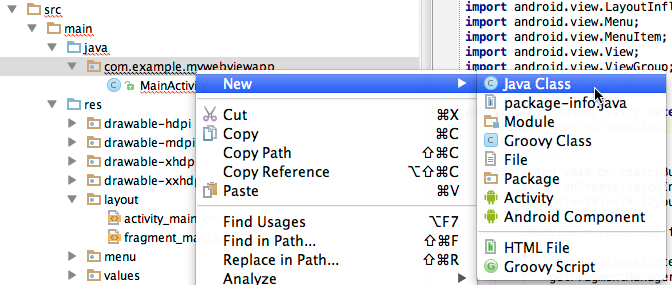 src
main
java
com.example.mywebviewapp
MainActivi
res
drawable-hdpi
drawable-mdpi
drawable-xhdpi
drawable-xxhdpi
layout
activity_main
fragment_ma
menu
values
New
Cut ⌘X
Copy ⌘C
Copy Path ⇧⌘C
Copy Reference ⌥⇧⌘C
Paste ⌘V
Find Usages ⌥F7
Find in Path... ⇧⌘F
Replace in Path... ⇧⌘R
Analyze
Java Class
package-info.java
Module
Groovy Class
File
Package
Activity
Android Component
HTML File
Groovy Script
import android.view.LayoutInfl
import android.view.Menu;
import android.view.MenuItem;
import android.view.View;
import android.view.ViewGroup;